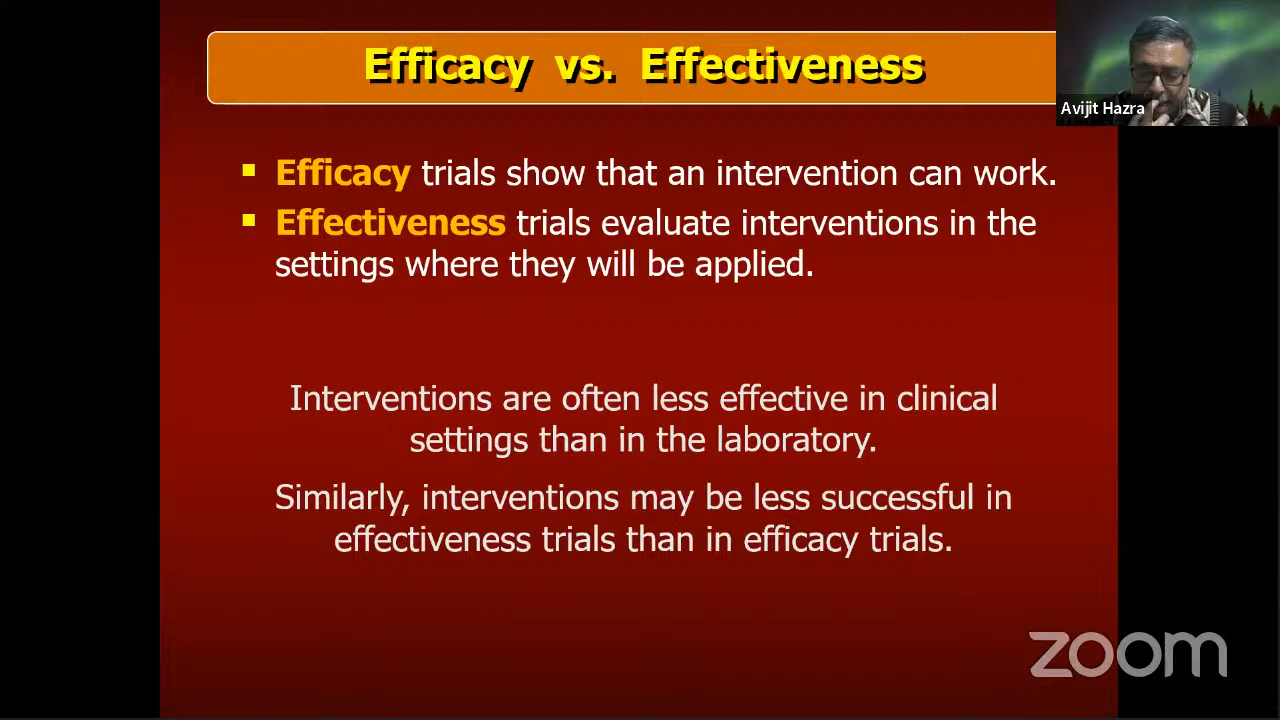 Efficacy vs. Effectiveness
Avijit Hazra
Efficacy trials show that an intervention can work.
Effectiveness trials evaluate interventions in the
settings where they will be applied.
Interventions are often less effective in clinical
settings than in the laboratory.
Similarly, interventions may be less successful in
effectiveness trials than in efficacy trials.
zoom